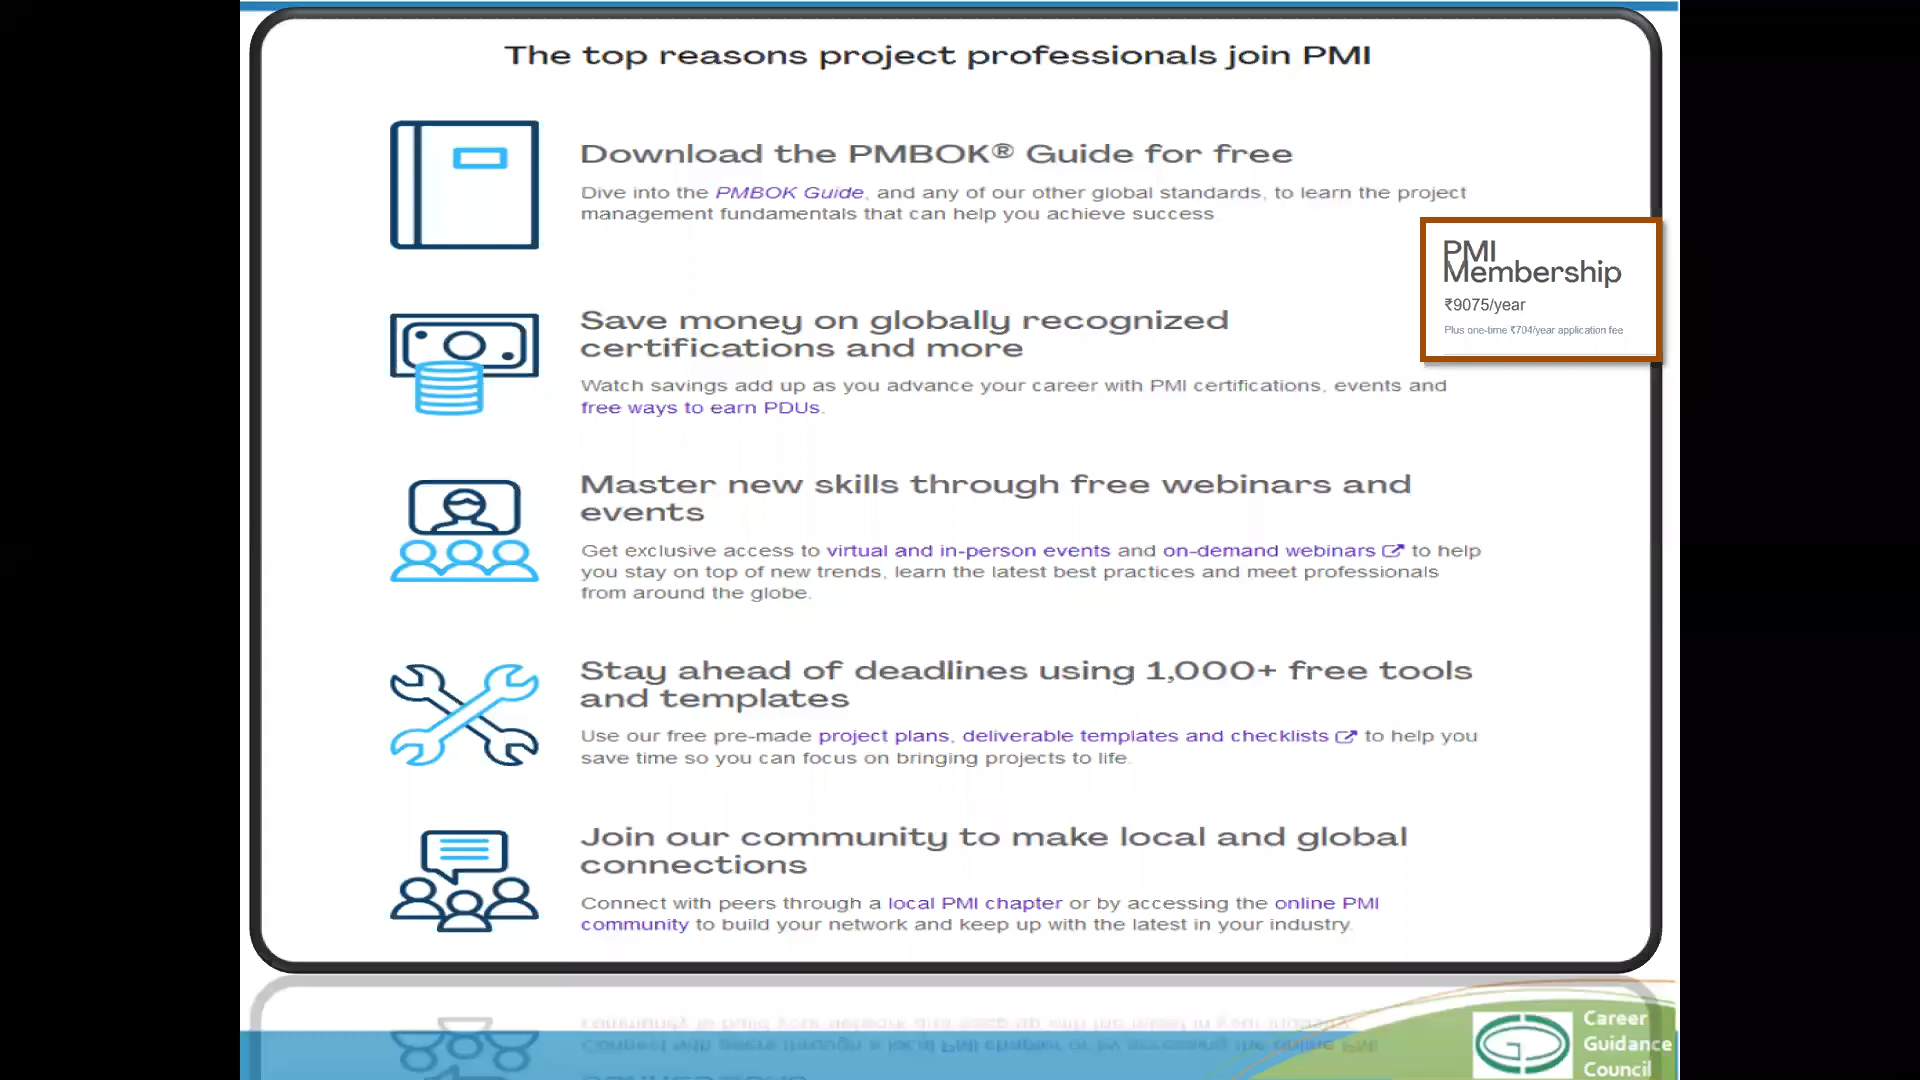 The top reasons project professionals join PMI
Download the PMBOK® Guide for free
Dive into the PMBOK Guide, and any of our other global standards, to learn the project
management fundamentals that can help you achieve success
PMI
Membership
₹9075/year
Plus one-time ₹704/year application fee
Save money on globally recognized
certifications and more
Watch savings add up as you advance your career with PMI certifications, events and
free ways to earn PDUs.
Master new skills through free webinars and
events
Get exclusive access to virtual and in-person events and on-demand webinars to help
you stay on top of new trends, learn the latest best practices and meet professionals
from around the globe.
Stay ahead of deadlines using 1,000+ free tools
and templates
Use our free pre-made project plans, deliverable templates and checklists to help you
save time so you can focus on bringing projects to life.
Join our community to make local and global
connections
Connect with peers through a local PMI chapter or by accessing the online PMI
community to build your network and keep up with the latest in your industry.
Career
Guidance
Council